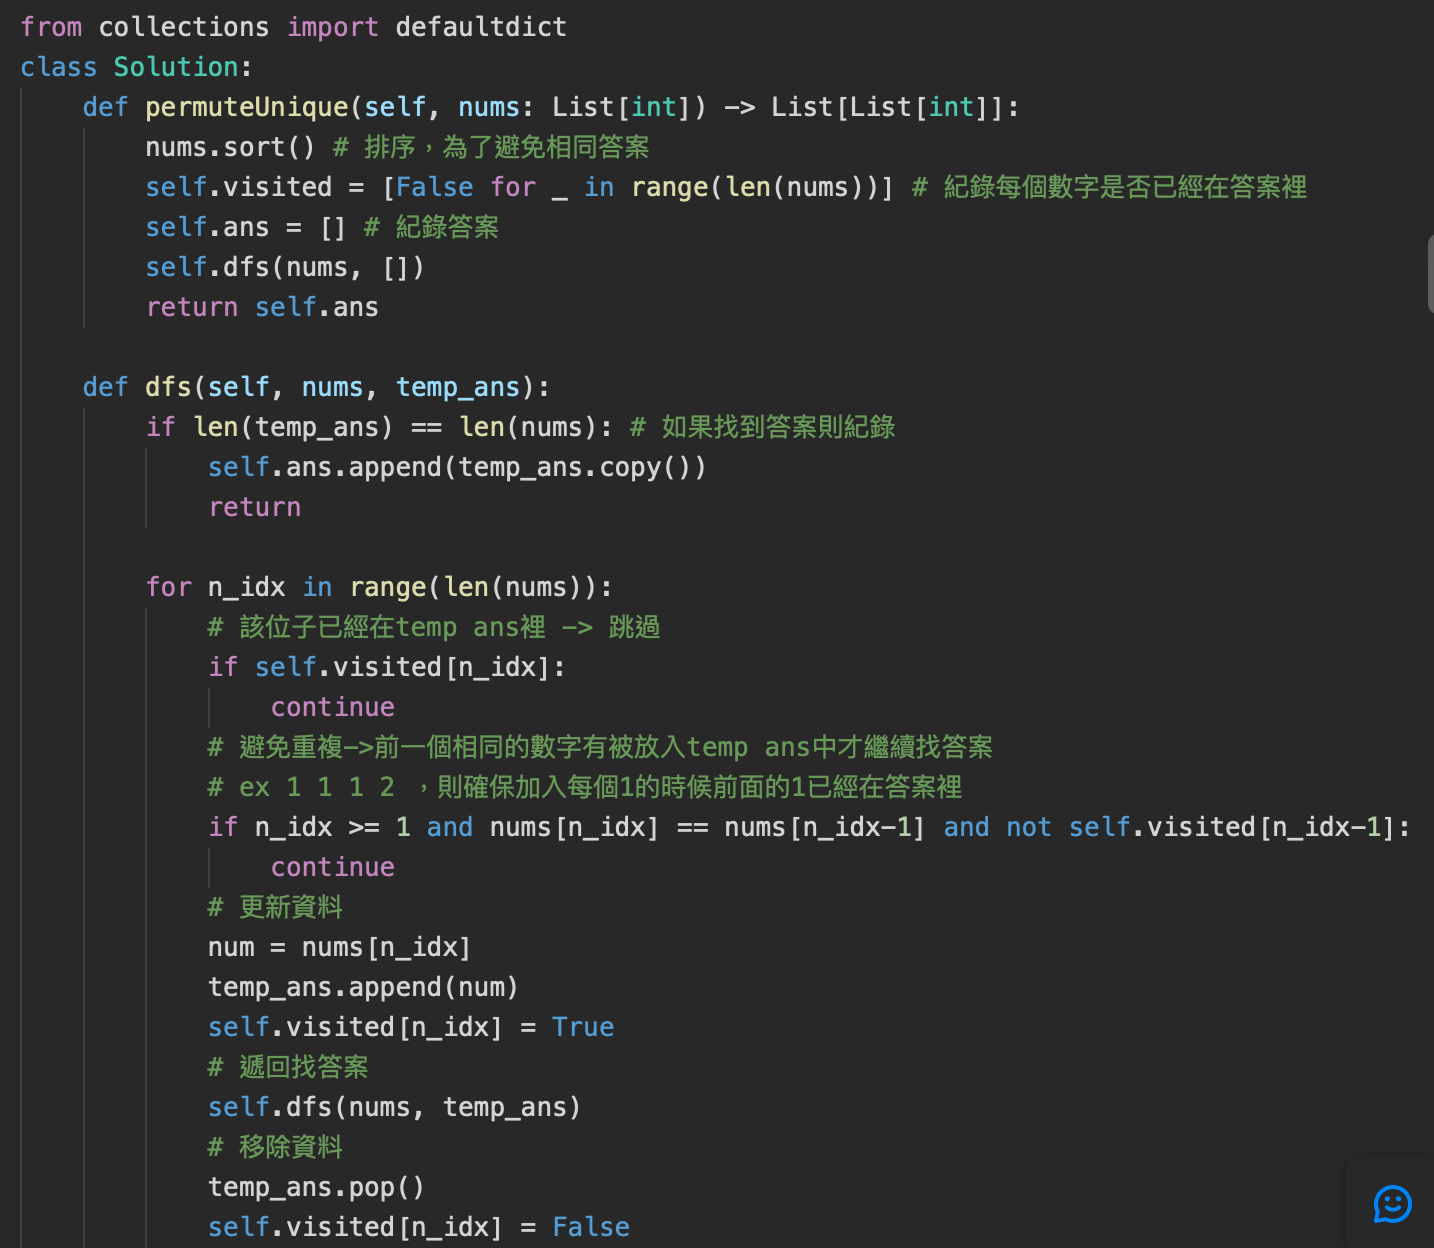 from collections import defaultdict
class Solution:
    def permuteUnique(self, nums: List[int]) -> List[List[int]]:
        nums.sort() # 排序，為了避免相同答案
        self.visited = [False for _ in range(len(nums))] # 紀錄每個數字是否已經在答案裡
        self.ans = [] # 紀錄答案
        self.dfs(nums, [])
        return self.ans

    def dfs(self, nums, temp_ans):
        if len(temp_ans) == len(nums): # 如果找到答案則紀錄
            self.ans.append(temp_ans.copy())
            return

        for n_idx in range(len(nums)):
            # 該位子已經在temp ans裡 -> 跳過
            if self.visited[n_idx]:
                continue
            # 避免重複->前一個相同的數字有被放入temp ans中才繼續找答案
            # ex 1 1 1 2 ，則確保加入每個1的時候前面的1已經在答案裡
            if n_idx >= 1 and nums[n_idx] == nums[n_idx-1] and not self.visited[n_idx-1]:
                continue
            # 更新資料
            num = nums[n_idx]
            temp_ans.append(num)
            self.visited[n_idx] = True
            # 遞回找答案
            self.dfs(nums, temp_ans)
            # 移除資料
            temp_ans.pop()
            self.visited[n_idx] = False